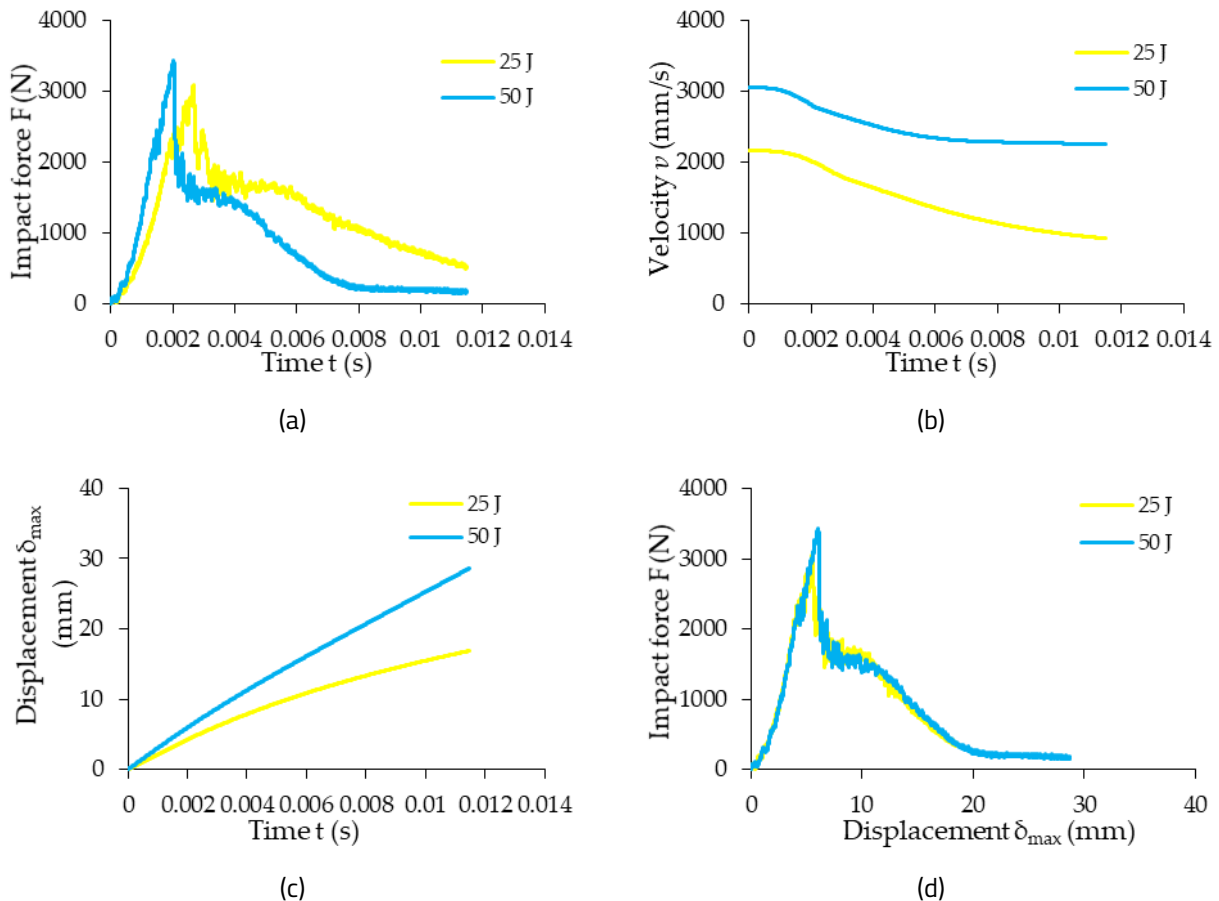 Impact force F (N)
4000
3000
2000
1000
0
0 0.002 0.004 0.006 0.008 0.01 0.012 0.014
Time t (s)
25 J
50 J
(a)
Velocity v (mm/s)
4000
3000
2000
1000
0
0 0.002 0.004 0.006 0.008 0.01 0.012 0.014
Time t (s)
25 J
50 J
(b)
Displacement δmax
(mm)
40
30
20
10
0
0 0.002 0.004 0.006 0.008 0.01 0.012 0.014
Time t (s)
25 J
50 J
(c)
Impact force F (N)
4000
3000
2000
1000
0
0 10 20 30 40
Displacement δmax (mm)
25 J
50 J
(d)